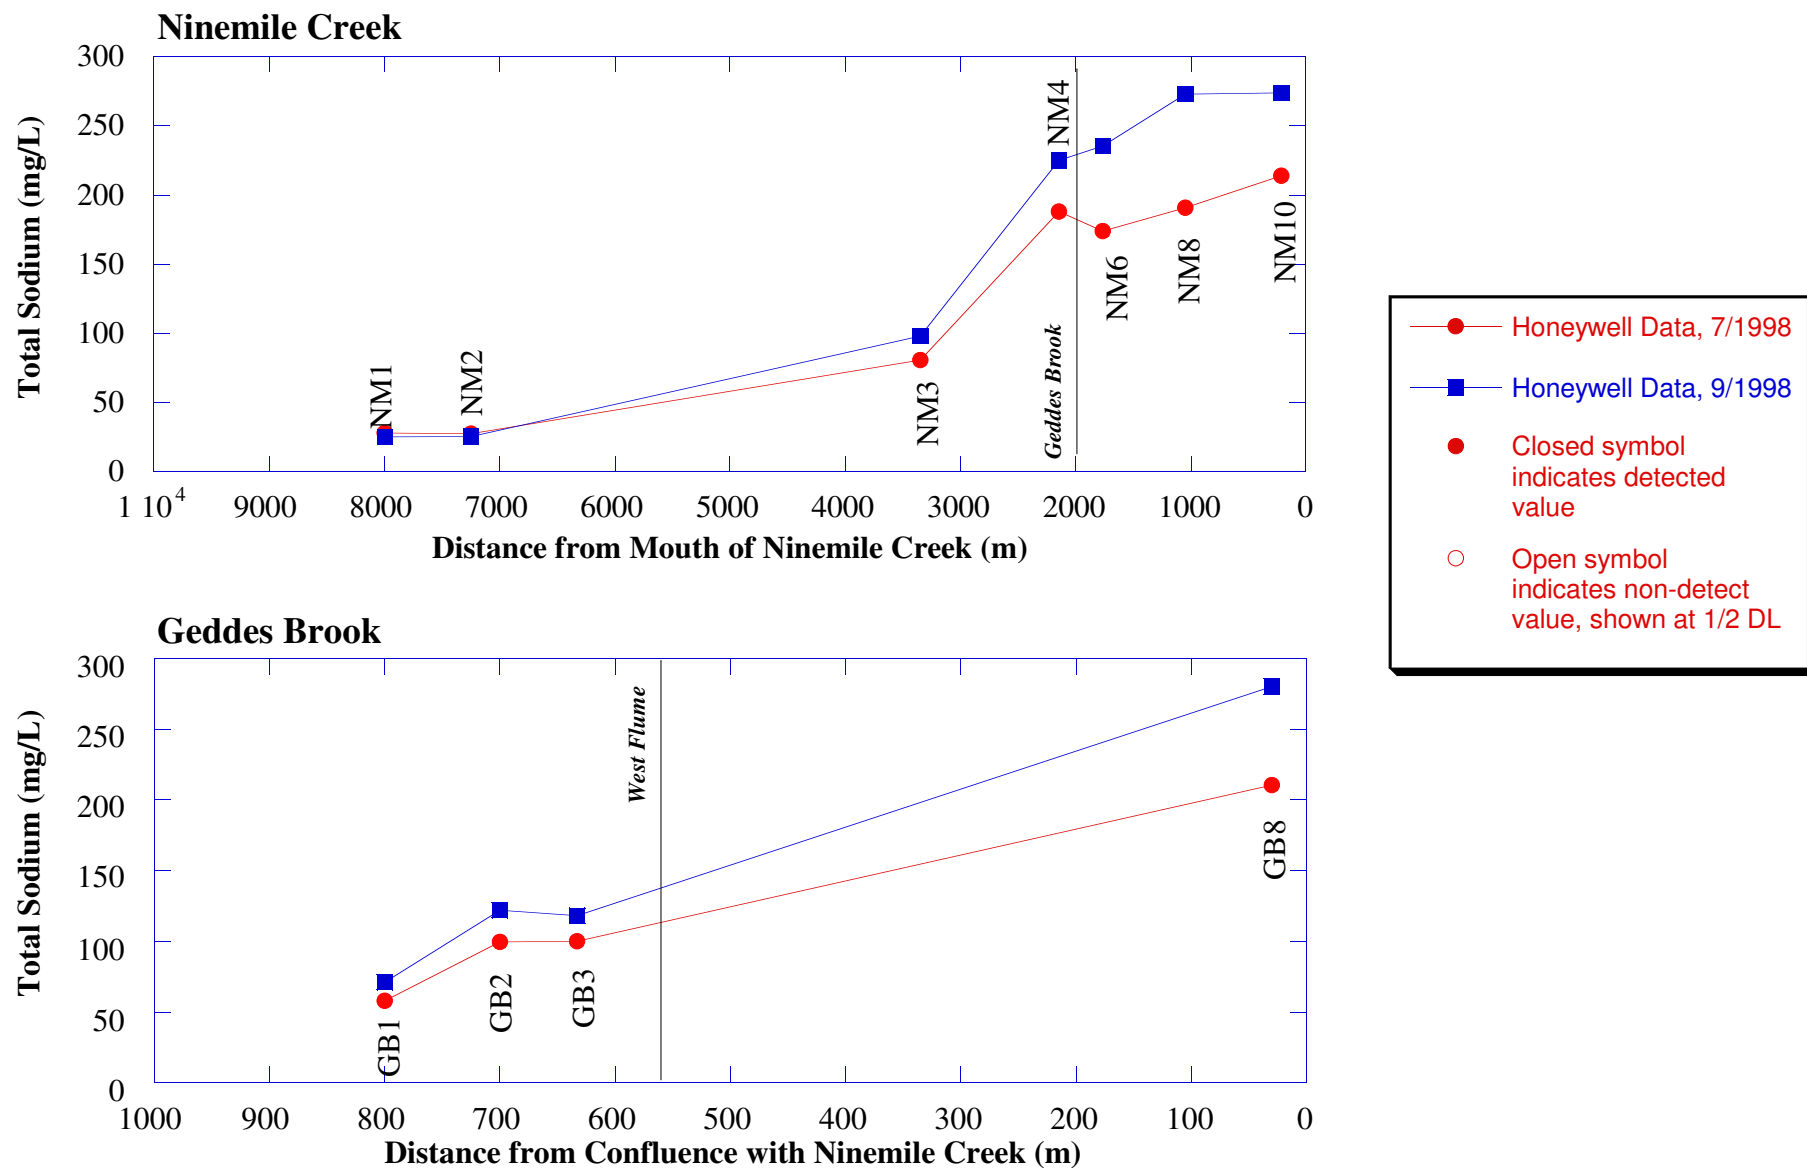 Ninemile Creek
300
250
200
150
100
50
0
Total Sodium (mg/L)
NM1
NM2
NM3
NM4
NM6
NM8
NM10
Geddes Brook
1 10^4 9000 8000 7000 6000 5000 4000 3000 2000 1000 0
Distance from Mouth of Ninemile Creek (m)
Honeywell Data, 7/1998
Honeywell Data, 9/1998
Closed symbol
indicates detected
value
Open symbol
indicates non-detect
value, shown at 1/2 DL
Geddes Brook
300
250
200
150
100
50
0
Total Sodium (mg/L)
GB1
GB2
GB3
West Flume
GB8
1000 900 800 700 600 500 400 300 200 100 0
Distance from Confluence with Ninemile Creek (m)